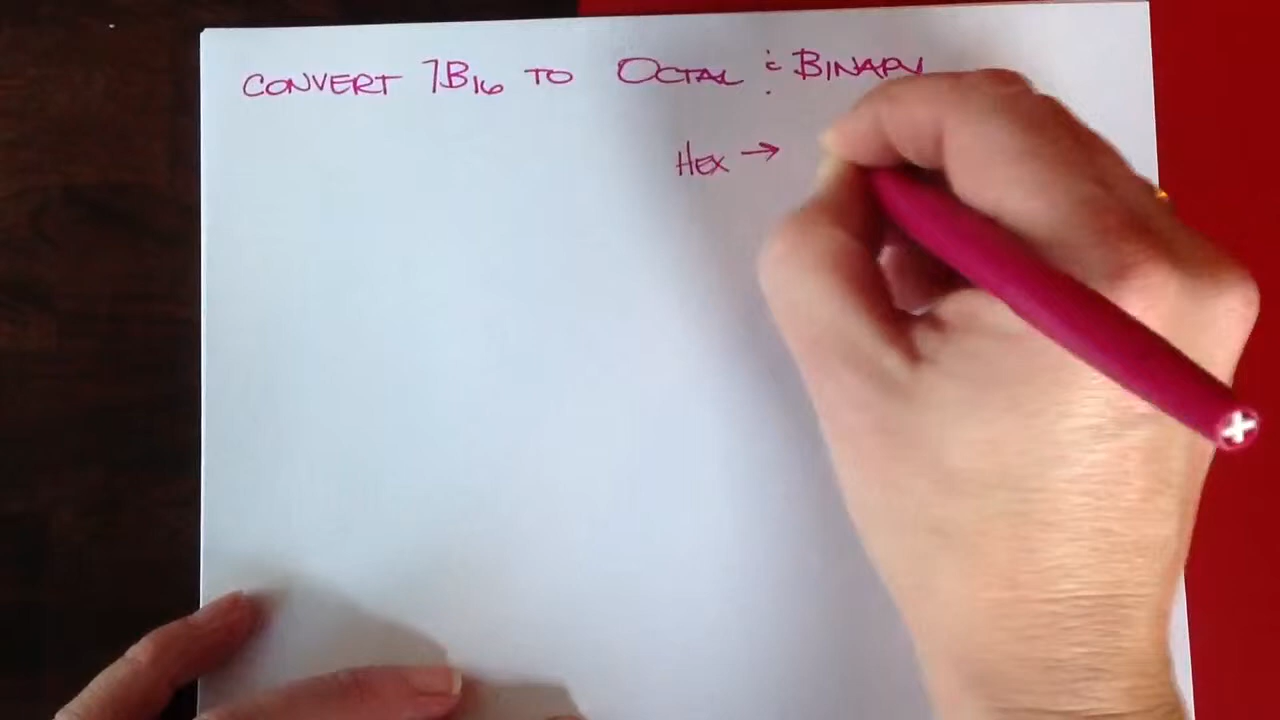 CONVERT 7B16 TO OCTAL & BINARY
HEX →